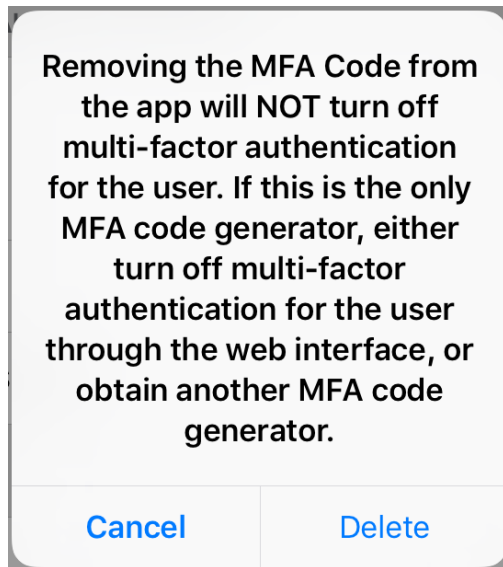 Removing the MFA Code from
the app will NOT turn off
multi-factor authentication
for the user. If this is the only
MFA code generator, either
turn off multi-factor
authentication for the user
through the web interface, or
obtain another MFA code
generator.
Cancel Delete